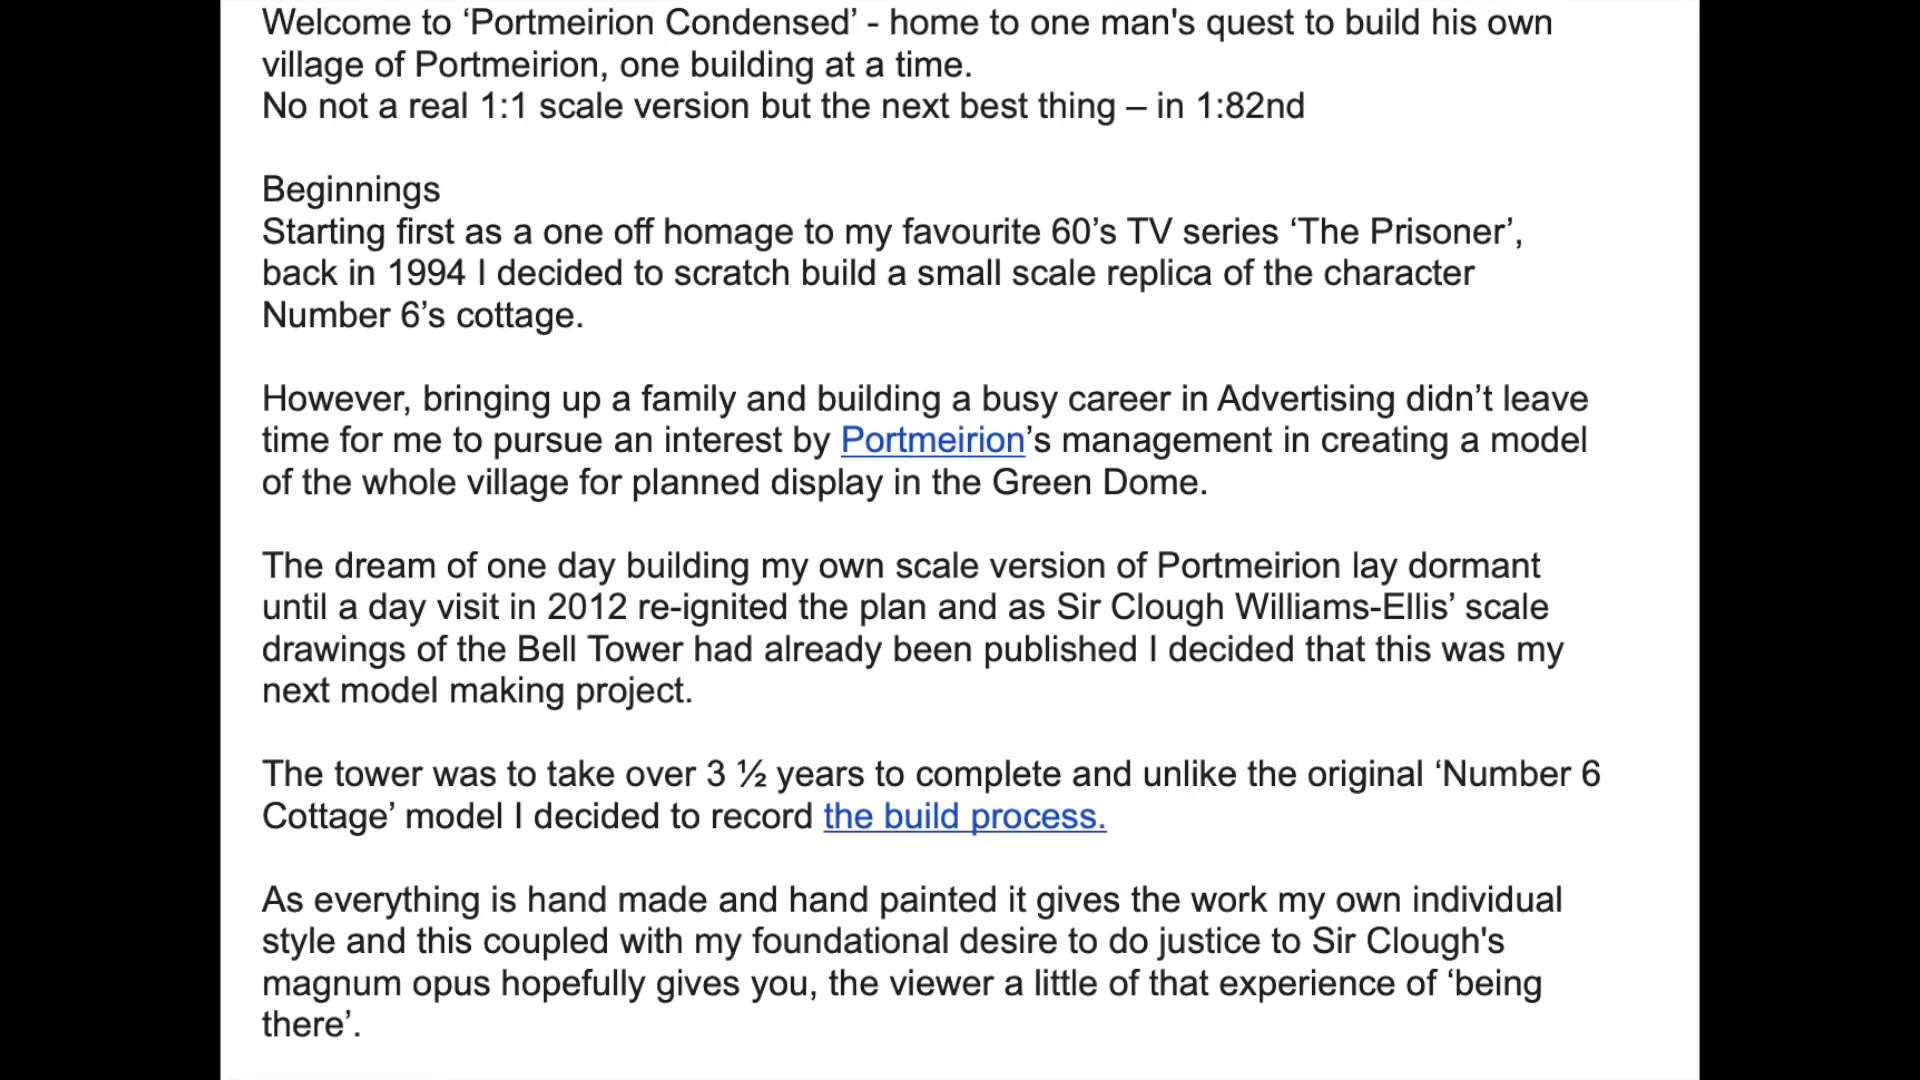 Welcome to ‘Portmeirion Condensed’ - home to one man's quest to build his own
village of Portmeirion, one building at a time.
No not a real 1:1 scale version but the next best thing – in 1:82nd
Beginnings
Starting first as a one off homage to my favourite 60’s TV series ‘The Prisoner’,
back in 1994 I decided to scratch build a small scale replica of the character
Number 6’s cottage.
However, bringing up a family and building a busy career in Advertising didn’t leave
time for me to pursue an interest by Portmeirion’s management in creating a model
of the whole village for planned display in the Green Dome.
The dream of one day building my own scale version of Portmeirion lay dormant
until a day visit in 2012 re-ignited the plan and as Sir Clough Williams-Ellis’ scale
drawings of the Bell Tower had already been published I decided that this was my
next model making project.
The tower was to take over 3 ½ years to complete and unlike the original ‘Number 6
Cottage’ model I decided to record the build process.
As everything is hand made and hand painted it gives the work my own individual
style and this coupled with my foundational desire to do justice to Sir Clough's
magnum opus hopefully gives you, the viewer a little of that experience of ‘being
there’.